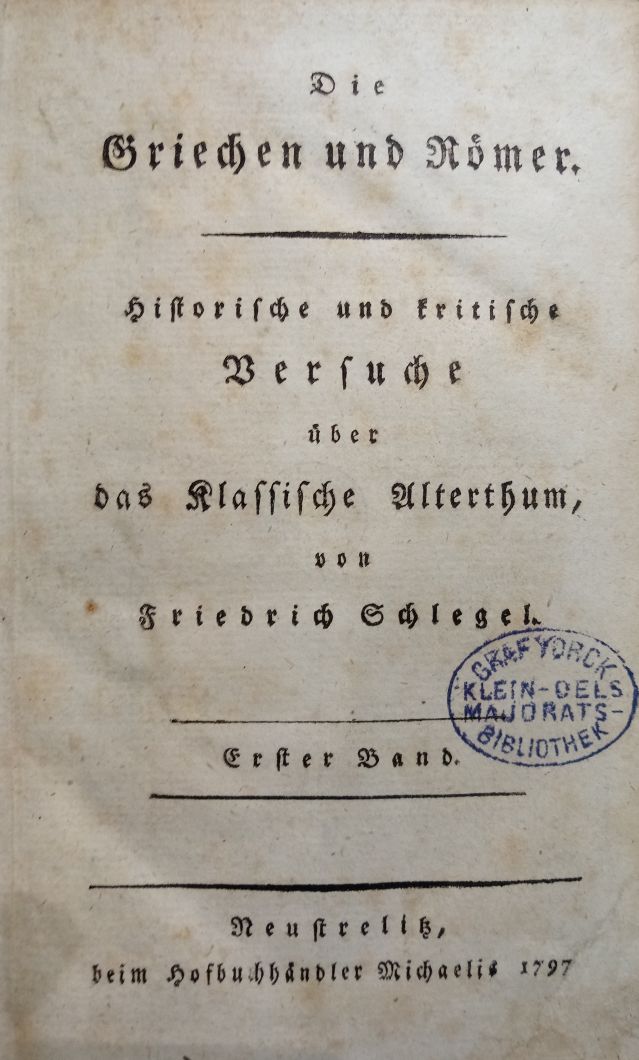 Die
Griechen und Römer.
Historische und kritische
Versuche
über
das Klassische Alterthum,
von
Friedrich Schlegel.
GRAF YORCK
KLEIN-OELS
MAJORATS-
BIBLIOTHEK
Erster Band.
Neustrelitz,
beim Hofbuchhändler Michaelis 1797